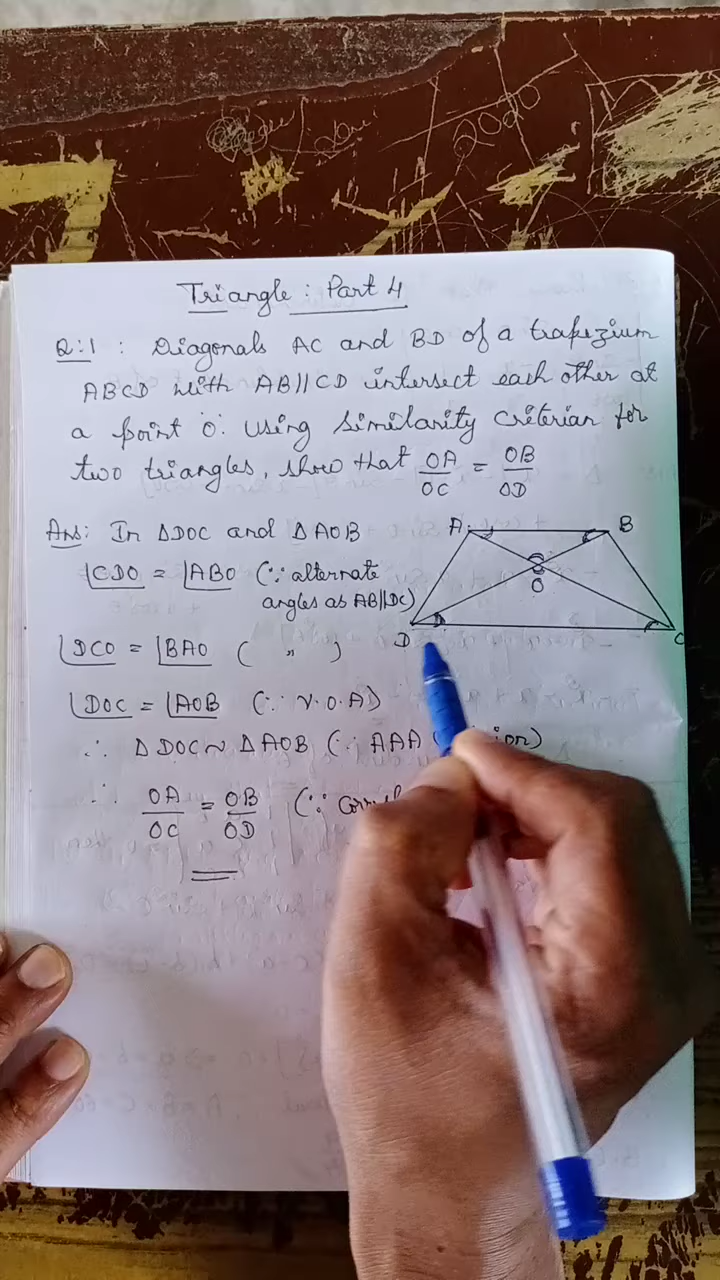 Triangle : Part 4
Q:1 : Diagonals AC and BD of a trapezium
ABCD with AB||CD intersect each other at
a point O. Using similarity criterian for
two triangles, show that OA/OC = OB/OD
Ans: In ΔDOC and ΔAOB
∠CDO = ∠ABO (∵ alternate
angles as AB||DC)
∠DCO = ∠BAO ( " )
∠DOC = ∠AOB (∵ V.O.A)
∴ ΔDOC ~ ΔAOB (∵ AAA
∴ OA/OC = OB/OD (∵
A B
O
D C
2000